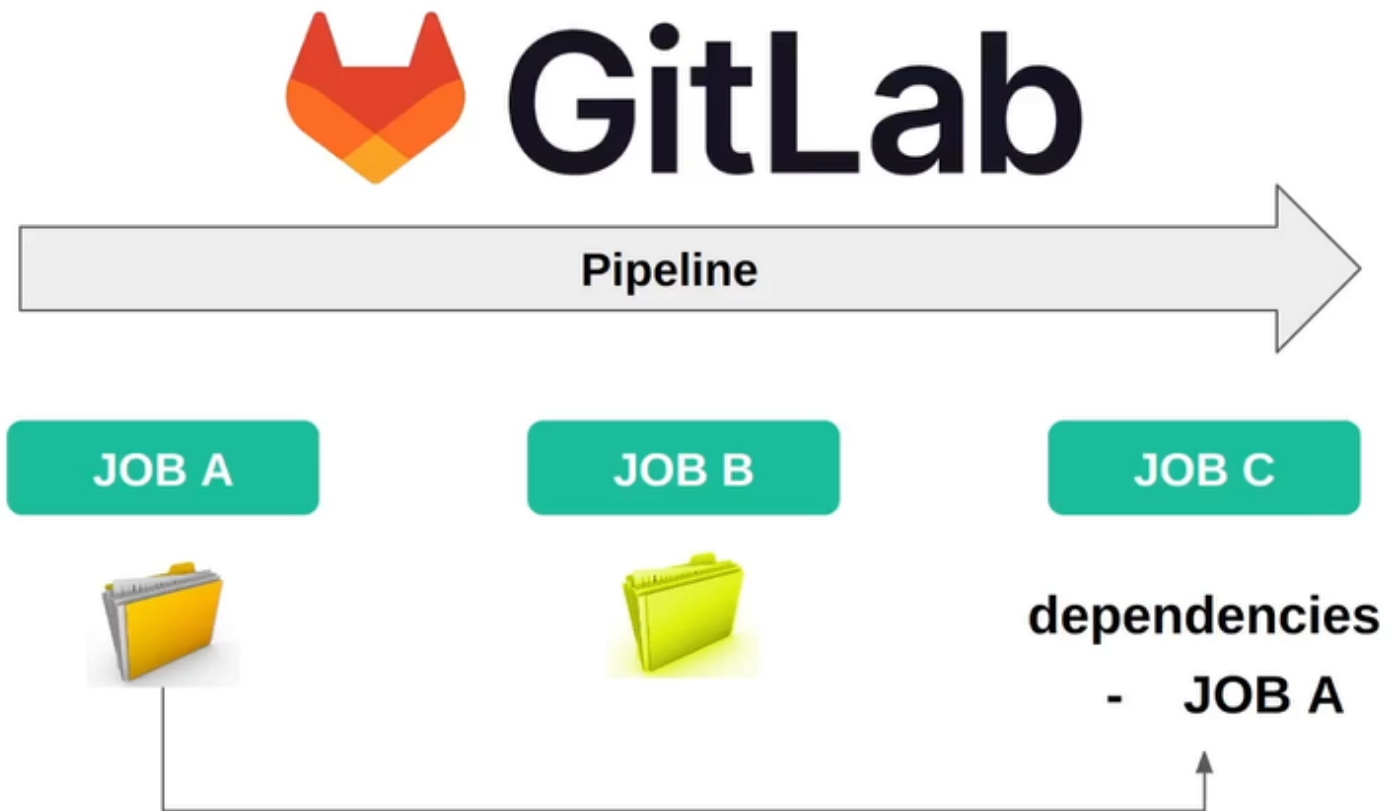 GitLab
Pipeline
JOB A
JOB B
JOB C
dependencies
- JOB A